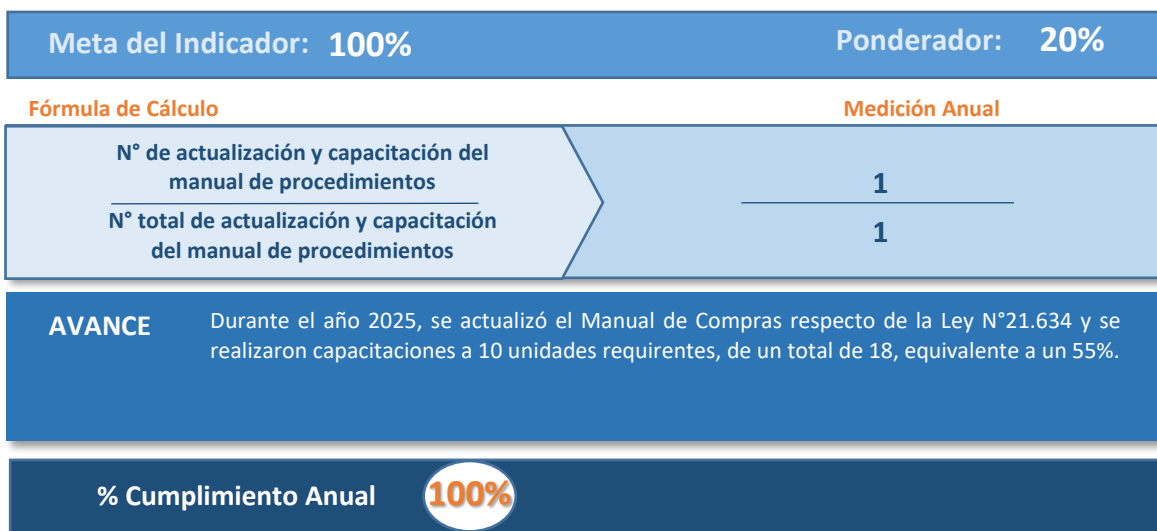 Meta del Indicador: 100%
Ponderador: 20%
Fórmula de Cálculo
Medición Anual
N° de actualización y capacitación del
manual de procedimientos
N° total de actualización y capacitación
del manual de procedimientos
1
1
AVANCE
Durante el año 2025, se actualizó el Manual de Compras respecto de la Ley N°21.634 y se
realizaron capacitaciones a 10 unidades requirentes, de un total de 18, equivalente a un 55%.
% Cumplimiento Anual 100%